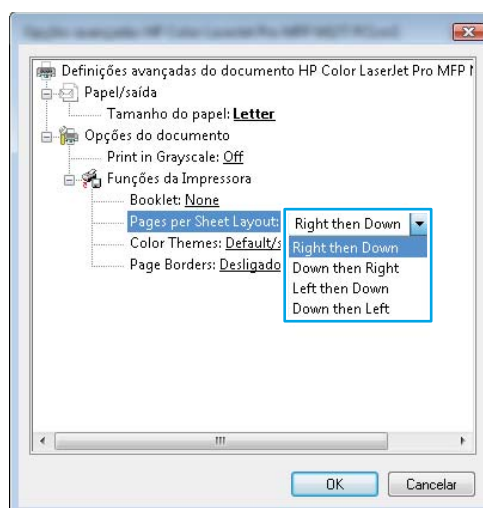 Definições avançadas do documento HP Color LaserJet Pro MFP
Papel/saída
Tamanho do papel: Letter
Opções do documento
Print in Grayscale: Off
Funções da Impressora
Booklet: None
Pages per Sheet Layout: Right then Down
Right then Down
Color Themes: Default/s
Down then Right
Page Borders: Desligado
Left then Down
Down then Left
OK Cancelar